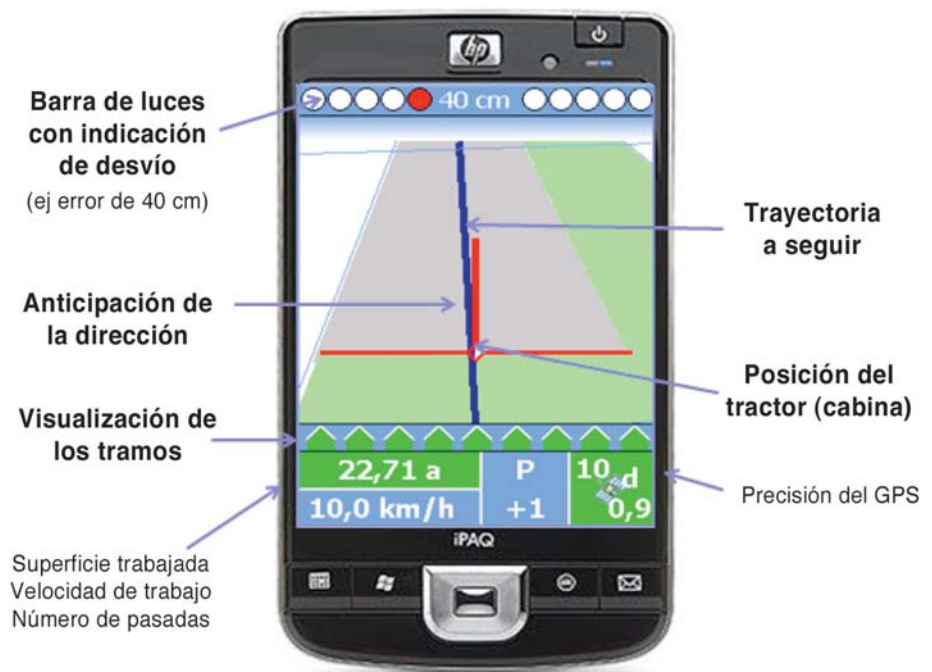 hp
Barra de luces
con indicación
de desvío
(ej error de 40 cm)
40 cm
Trayectoria
a seguir
Anticipación de
la dirección
Posición del
tractor (cabina)
Visualización de
los tramos
22,71 a
P
10
d
10,0 km/h
+1
0,9
Precisión del GPS
iPAQ
Superficie trabajada
Velocidad de trabajo
Número de pasadas